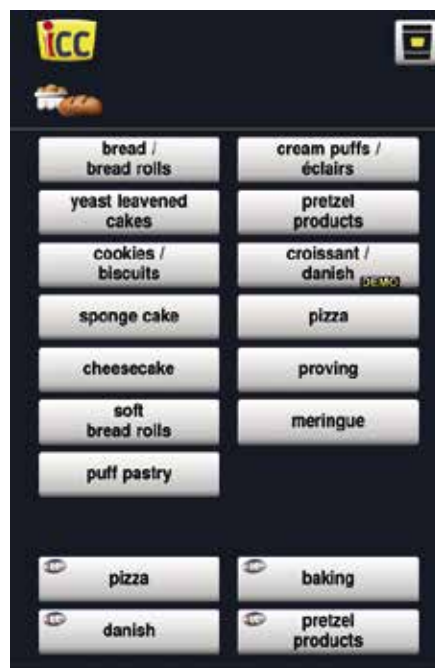 icc
bread /
bread rolls
cream puffs /
éclairs
yeast leavened
cakes
pretzel
products
cookies /
biscuits
croissant /
danish DEMO
sponge cake
pizza
cheesecake
proving
soft
bread rolls
meringue
puff pastry
pizza
baking
danish
pretzel
products